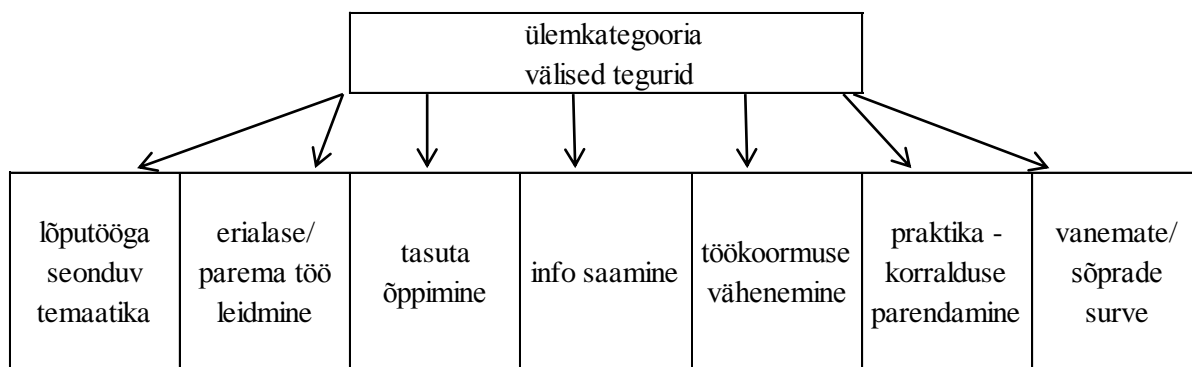 ülemkategooria
välised tegurid
lõputööga
seonduv
temaatika
erialase/
parema töö
leidmine
tasuta
õppimine
info saamine
töökoormuse
vähenemine
praktika -
korralduse
parendamine
vanemate/
sõprade
surve